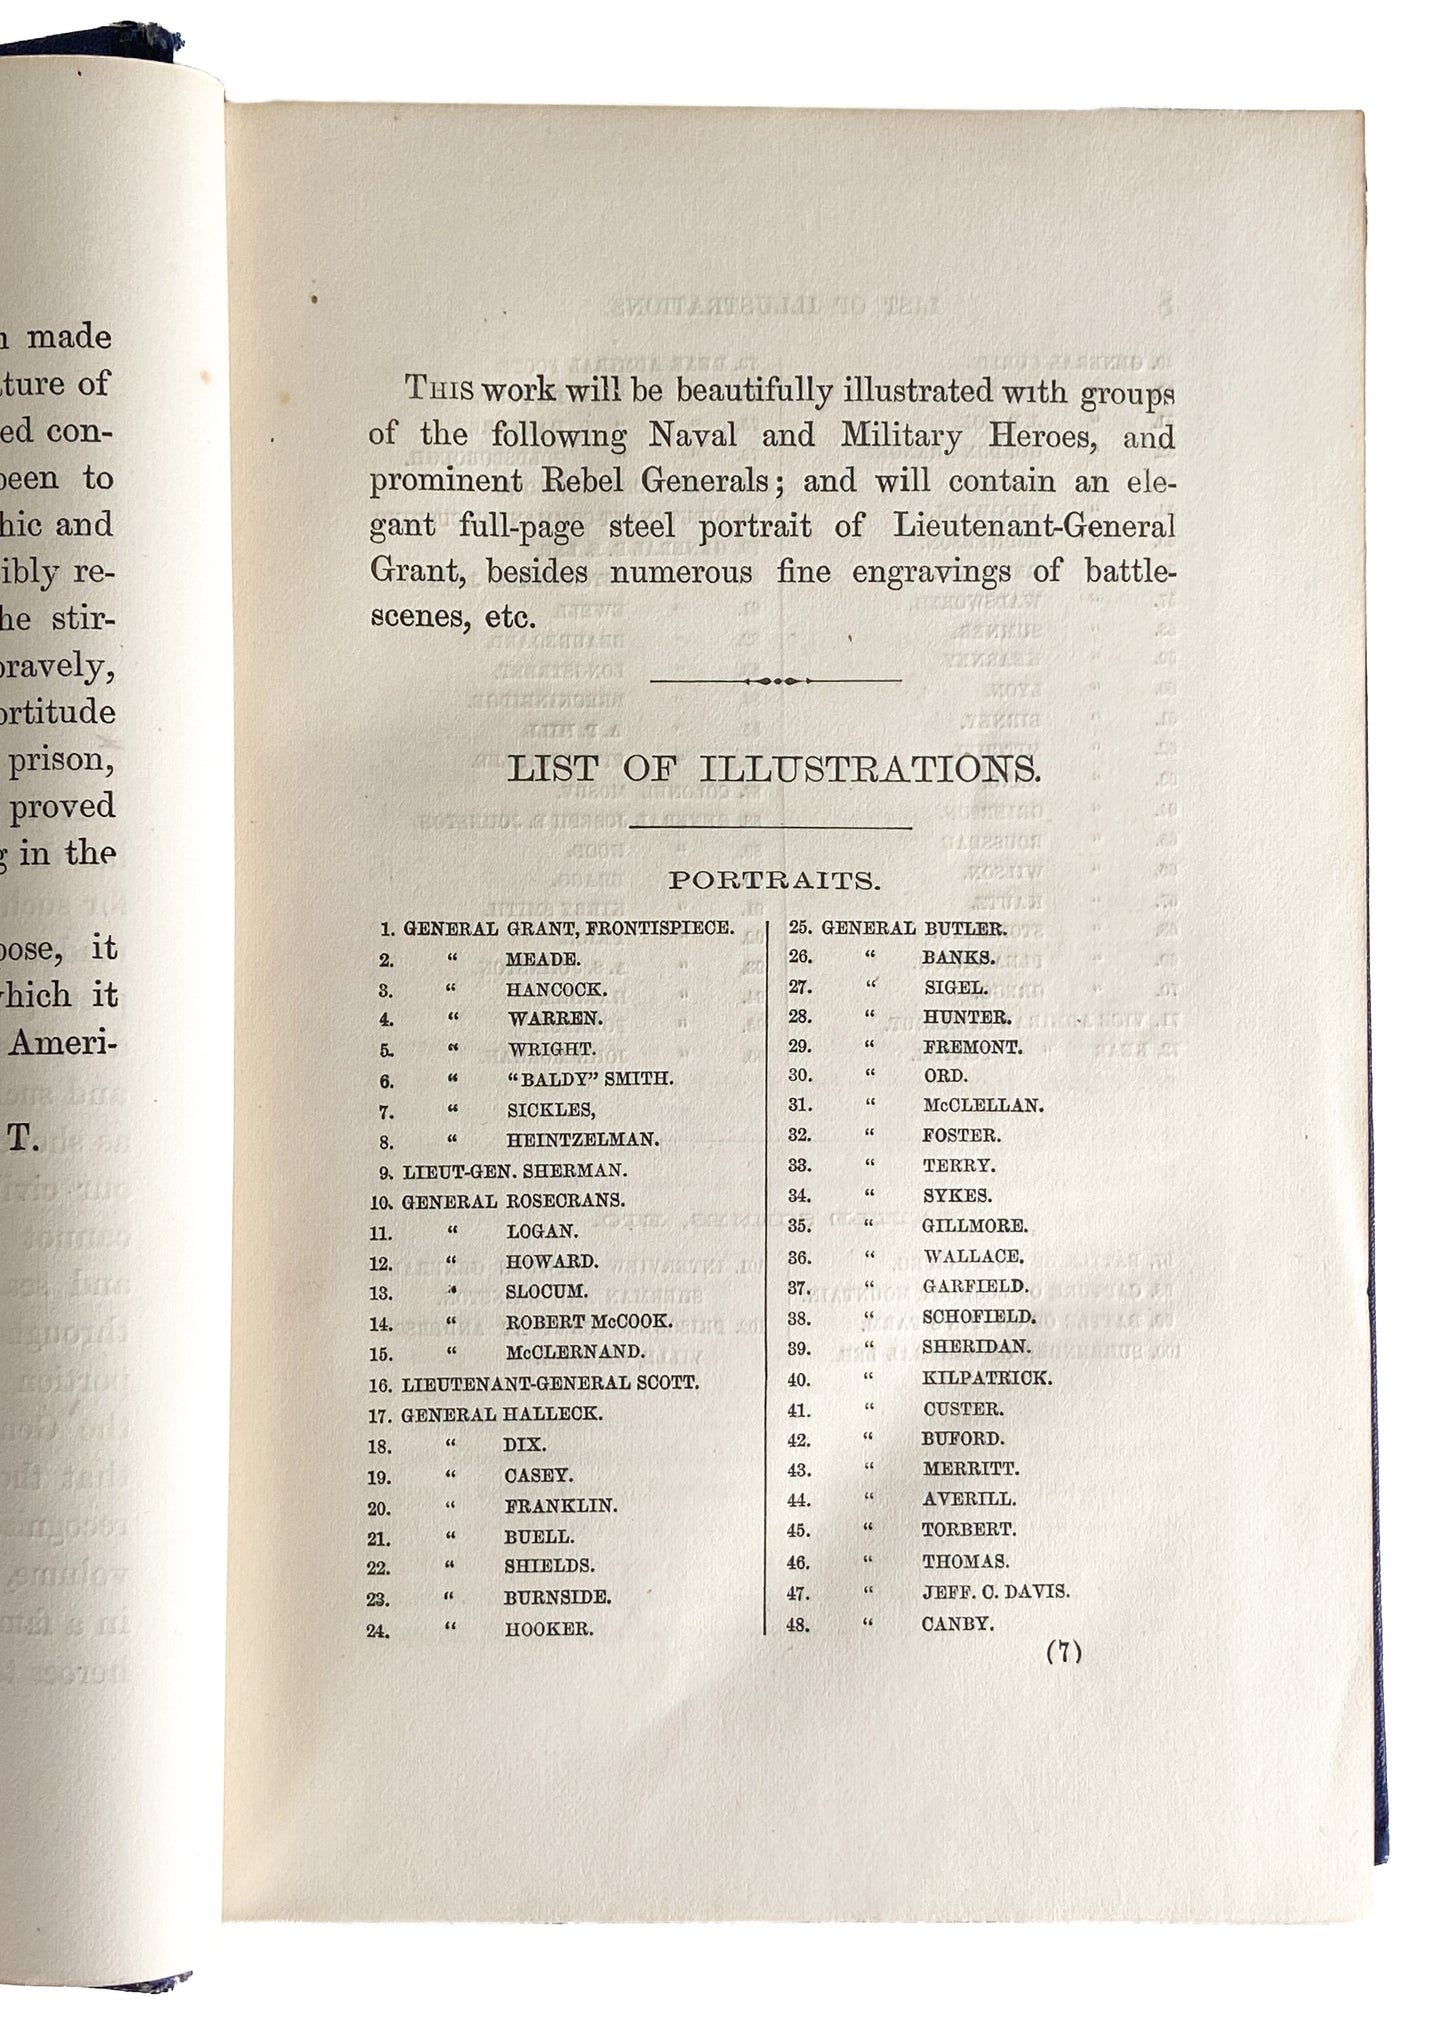 made
ture of
ed con-
been to
hic and
ibly re-
he stir-
bravely,
ortitude
prison,
proved
g in the
pose, it
which it
Ameri-
T.
THIS work will be beautifully illustrated with groups
of the following Naval and Military Heroes, and
prominent Rebel Generals; and will contain an ele-
gant full-page steel portrait of Lieutenant-General
Grant, besides numerous fine engravings of battle-
scenes, etc.
LIST OF ILLUSTRATIONS.
PORTRAITS.
1. GENERAL GRANT, FRONTISPIECE.
2. “ MEADE.
3. “ HANCOCK.
4. “ WARREN.
5. “ WRIGHT.
6. “ “BALDY” SMITH.
7. “ SICKLES,
8. “ HEINTZELMAN.
9. LIEUT-GEN. SHERMAN.
10. GENERAL ROSECRANS.
11. “ LOGAN.
12. “ HOWARD.
13. “ SLOCUM.
14. “ ROBERT McCOOK.
15. “ McCLERNAND.
16. LIEUTENANT-GENERAL SCOTT.
17. GENERAL HALLECK.
18. “ DIX.
19. “ CASEY.
20. “ FRANKLIN.
21. “ BUELL.
22. “ SHIELDS.
23. “ BURNSIDE.
24. “ HOOKER.
25. GENERAL BUTLER.
26. “ BANKS.
27. “ SIGEL.
28. “ HUNTER.
29. “ FREMONT.
30. “ ORD.
31. “ McCLELLAN.
32. “ FOSTER.
33. “ TERRY.
34. “ SYKES.
35. “ GILLMORE.
36. “ WALLACE.
37. “ GARFIELD.
38. “ SCHOFIELD.
39. “ SHERIDAN.
40. “ KILPATRICK.
41. “ CUSTER.
42. “ BUFORD.
43. “ MERRITT.
44. “ AVERILL.
45. “ TORBERT.
46. “ THOMAS.
47. “ JEFF. C. DAVIS.
48. “ CANBY.
(7)